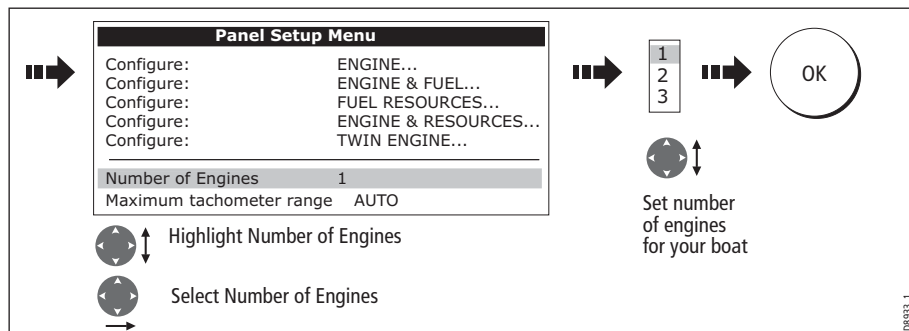 Panel Setup Menu
Configure: ENGINE...
Configure: ENGINE & FUEL...
Configure: FUEL RESOURCES...
Configure: ENGINE & RESOURCES...
Configure: TWIN ENGINE...
Number of Engines 1
Maximum tachometer range AUTO
Highlight Number of Engines
Select Number of Engines
1
2
3
Set number
of engines
for your boat
OK
D8933_1